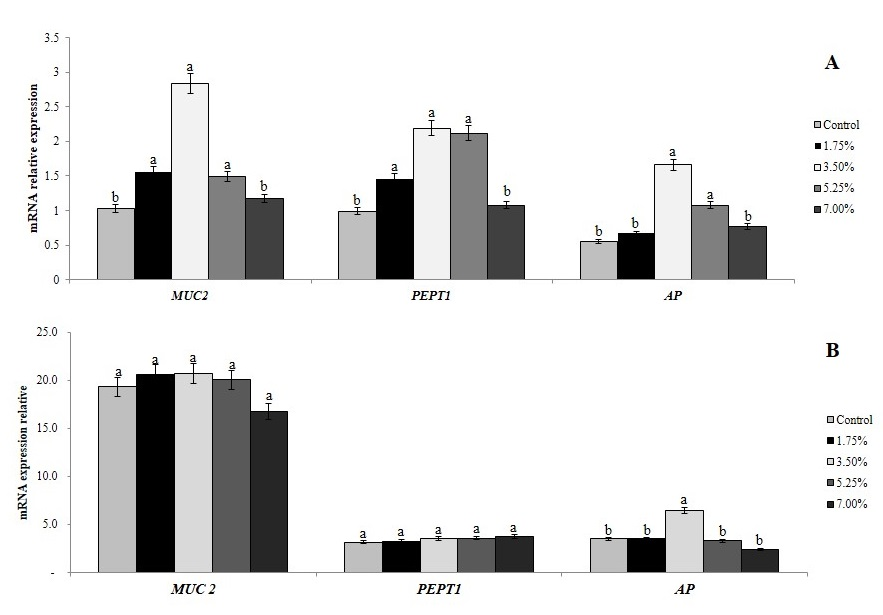 3.5
A
3
a
a
a
2.5
mRNA relative expression
2
a
Control
a
a
1.75%
1.5
a
3.50%
b
b
b
5.25%
1
b
b
b
7.00%
0.5
0
MUC2
PEPT1
AP
25.0
B
a
a
a
a
20.0
a
mRNA expression relative
15.0
Control
1.75%
10.0
3.50%
a
5.25%
a
a
a
a
a
b
b
b
b
7.00%
5.0
-
MUC 2
PEPT1
AP